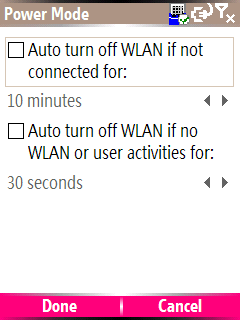 Power Mode
Auto turn off WLAN if not
connected for:
10 minutes
Auto turn off WLAN if no
WLAN or user activities for:
30 seconds
Done
Cancel